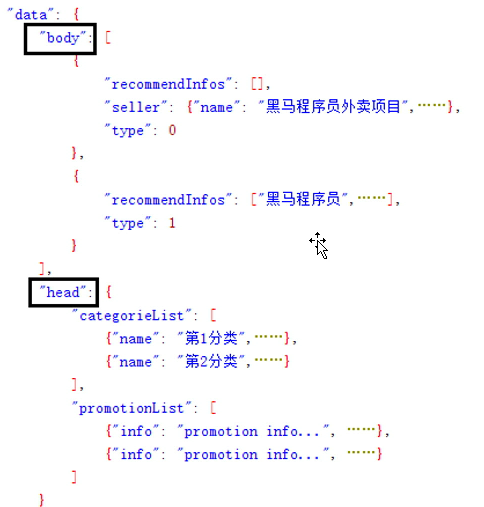 "data": {
"body": [
{
"recommendInfos": [],
"seller": {"name": "黑马程序员外卖项目",……},
"type": 0
},
{
"recommendInfos": ["黑马程序员",……],
"type": 1
}
],
"head": {
"categorieList": [
{"name": "第1分类",……},
{"name": "第2分类",……}
],
"promotionList": [
{"info": "promotion info...", ……},
{"info": "promotion info...", ……}
]
}